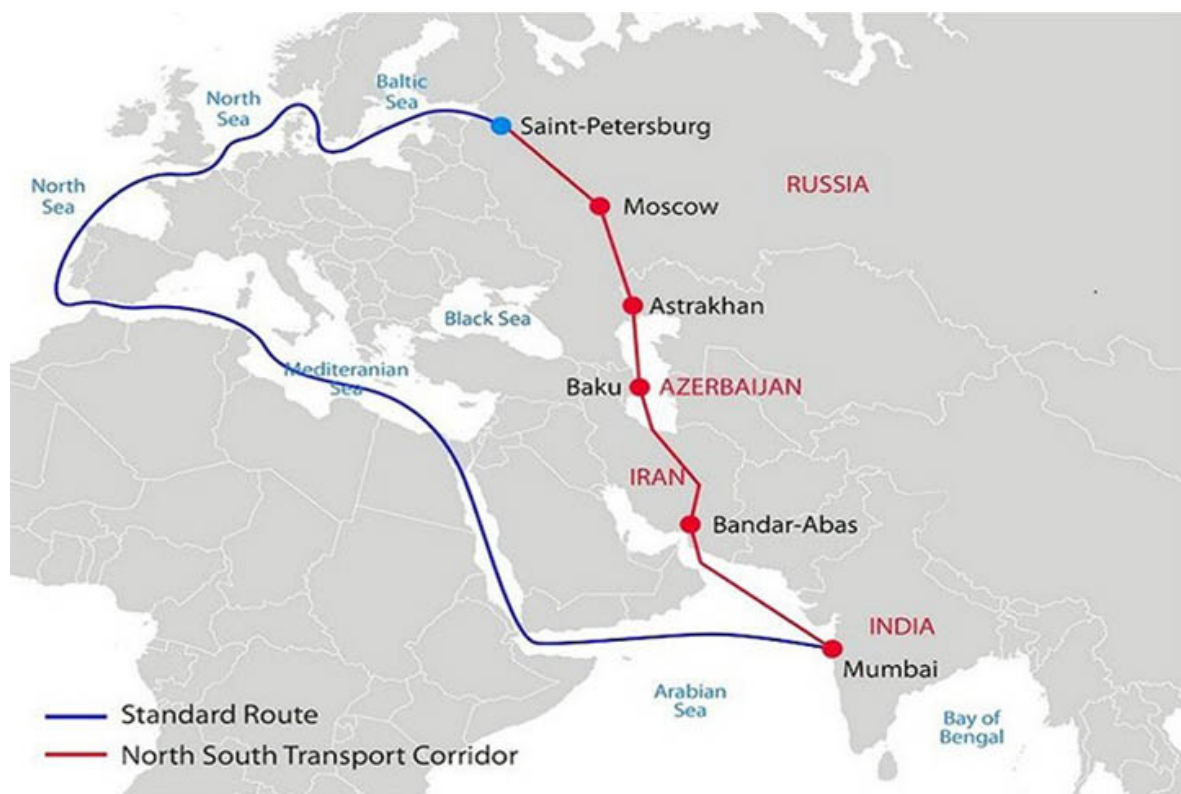 Baltic
Sea
North
Sea
Saint-Petersburg
North
Sea
RUSSIA
Moscow
Astrakhan
Black Sea
Mediteranian
Sea
Baku
AZERBAIJAN
IRAN
Bandar-Abas
INDIA
Mumbai
Arabian
Sea
Bay of
Bengal
Standard Route
North South Transport Corridor